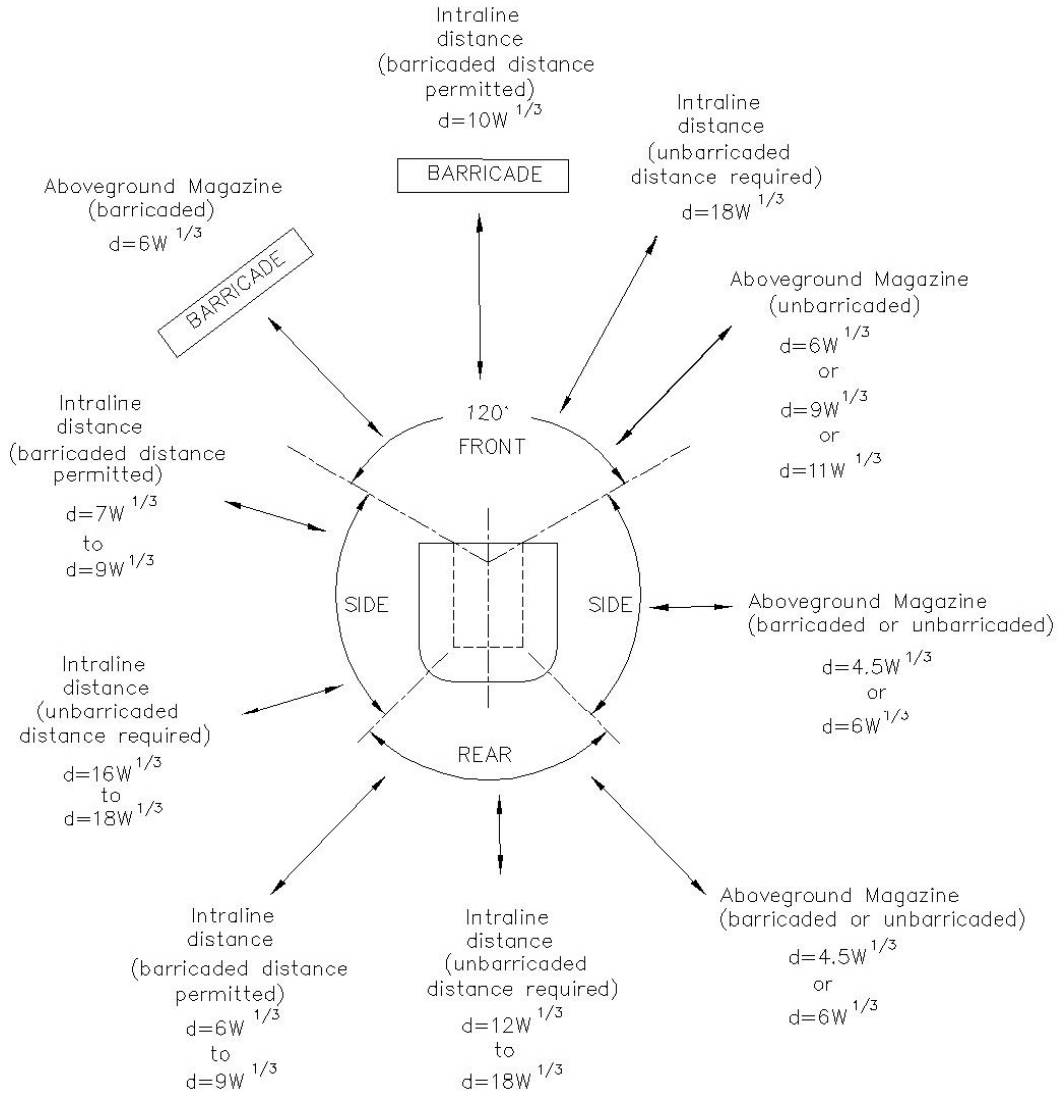 Intraline
distance
(barricaded distance
permitted)
d=10W 1/3
BARRICADE
Intraline
distance
(unbarricaded
distance required)
d=18W 1/3
Aboveground Magazine
(barricaded)
d=6W 1/3
BARRICADE
Aboveground Magazine
(unbarricaded)
d=6W 1/3
or
d=9W 1/3
or
d=11W 1/3
120°
FRONT
Intraline
distance
(barricaded distance
permitted)
d=7W 1/3
to
d=9W 1/3
SIDE
SIDE
Aboveground Magazine
(barricaded or unbarricaded)
d=4.5W 1/3
or
d=6W 1/3
Intraline
distance
(unbarricaded
distance required)
d=16W 1/3
to
d=18W 1/3
REAR
Intraline
distance
(barricaded distance
permitted)
d=6W 1/3
to
d=9W 1/3
Intraline
distance
(unbarricaded
distance required)
d=12W 1/3
to
d=18W 1/3
Aboveground Magazine
(barricaded or unbarricaded)
d=4.5W 1/3
or
d=6W 1/3